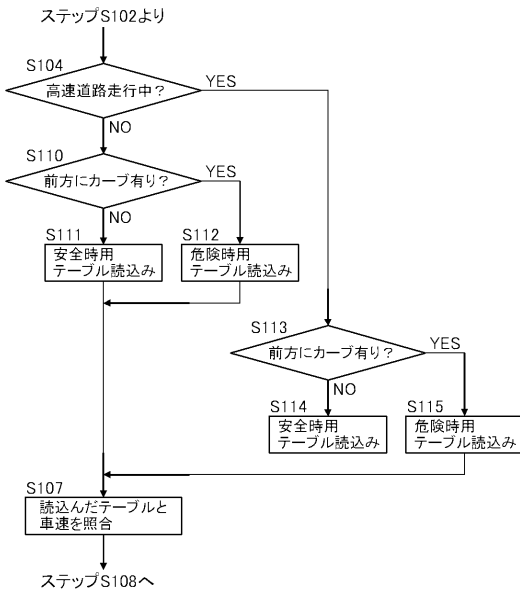 ステップS102より
S104
高速道路走行中？
YES
NO
S110
前方にカーブ有り？
YES
NO
S111
安全時用
テーブル読込み
S112
危険時用
テーブル読込み
S113
前方にカーブ有り？
YES
NO
S114
安全時用
テーブル読込み
S115
危険時用
テーブル読込み
S107
読込んだテーブルと
車速を照合
ステップS108へ